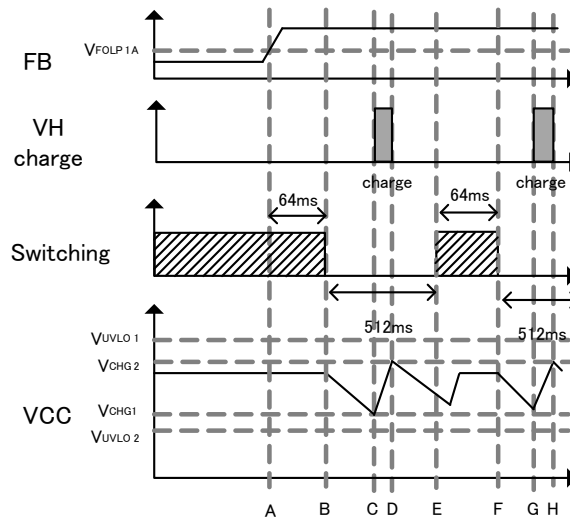 VFOLP1A
FB
VH
charge
charge
charge
64ms
64ms
Switching
512ms
512ms
VUVLO1
VCHG2
VCC
VCHG1
VUVLO2
A B C D E F G H